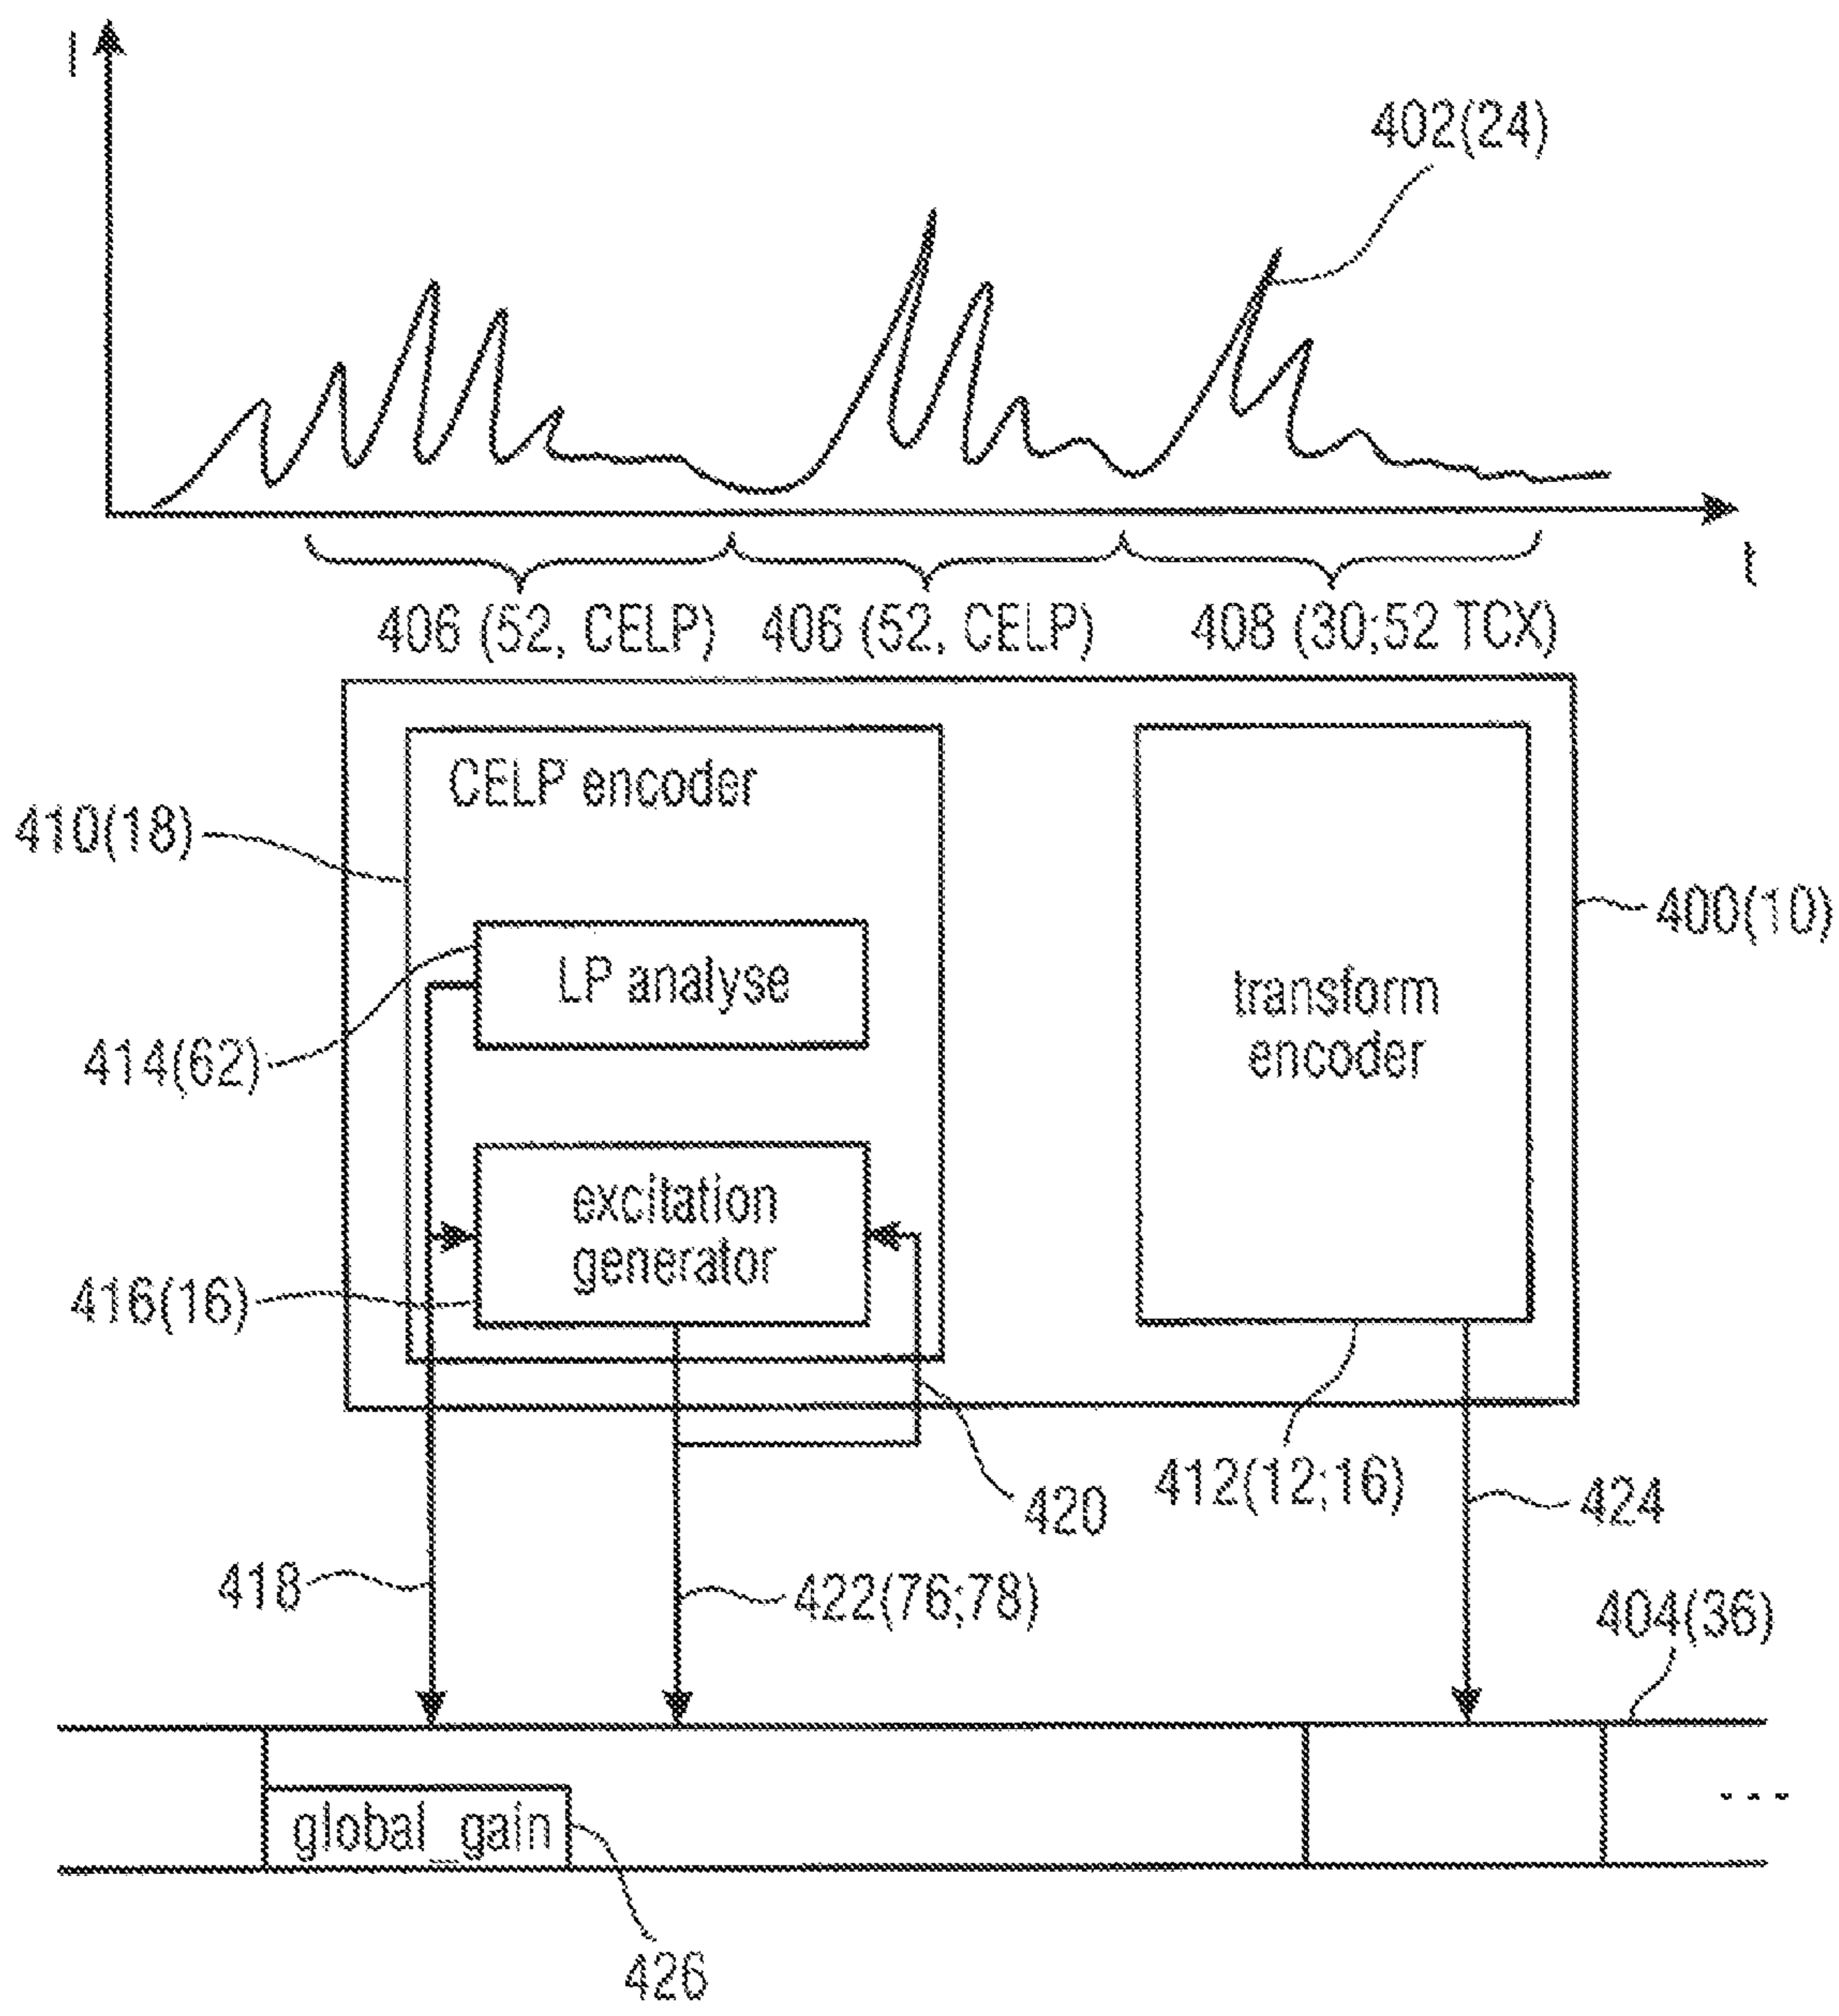 I
402(24)
t
406 (52, CELP) 406 (52, CELP) 408 (30;52 TCX)
CELP encoder
410(18)
400(10)
LP analyse
transform
encoder
414(62)
excitation
generator
416(16)
412(12;16)
420
424
418
422(76;78)
404(36)
global_gain
...
426